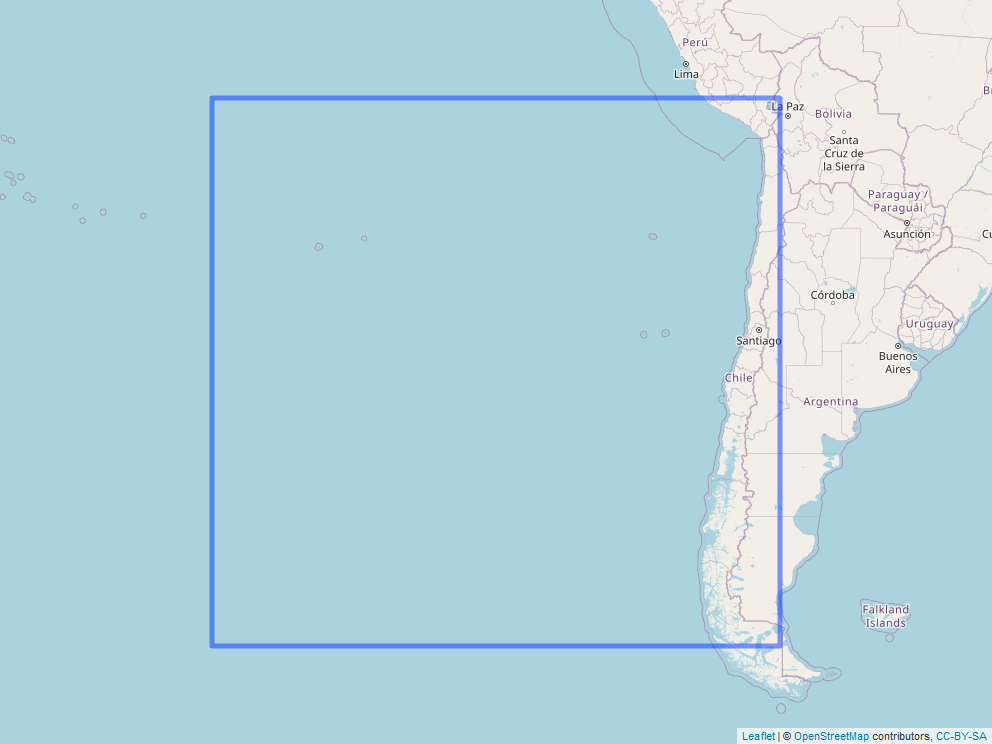 Perú
Lima
La Paz
Bolivia
Santa
Cruz de
la Sierra
Paraguay /
Paraguái
Asunción
Córdoba
Uruguay
Santiago
Buenos
Aires
Chile
Argentina
Falkland
Islands
Leaflet | © OpenStreetMap contributors, CC-BY-SA